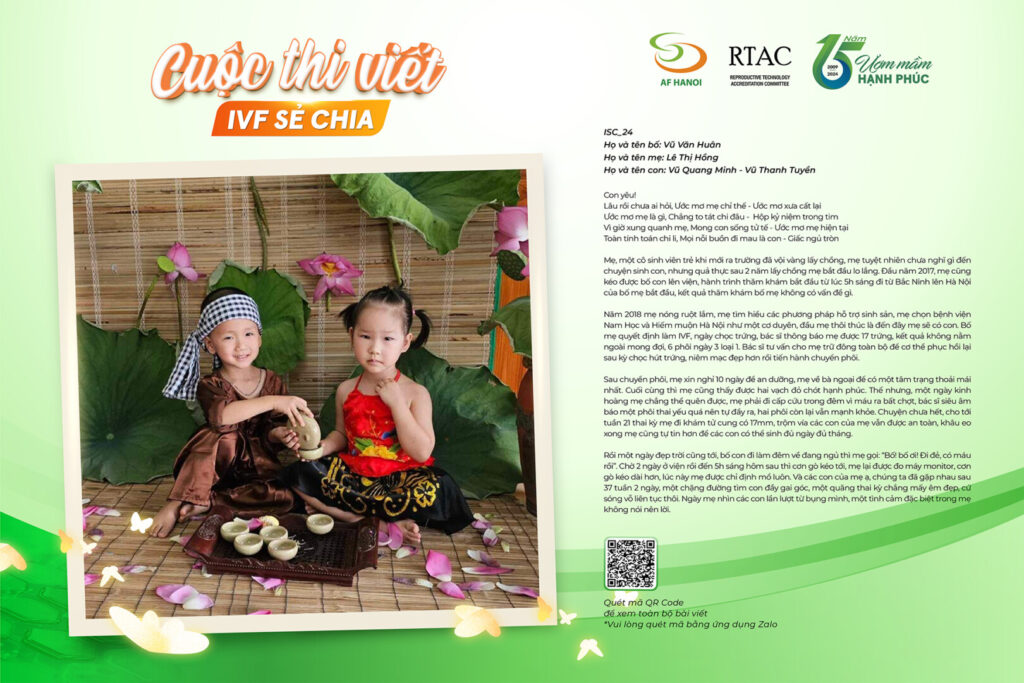 Cuộc thi viết
IVF SẺ CHIA
AF HANOI
RTAC
REPRODUCTIVE TECHNOLOGY
ACCREDITATION COMMITTEE
15 Năm
2009
2024
Ươm mầm
HẠNH PHÚC
ISC_24
Họ và tên bố: Vũ Văn Huân
Họ và tên mẹ: Lê Thị Hồng
Họ và tên con: Vũ Quang Minh - Vũ Thanh Tuyền
Con yêu!
Lâu rồi chưa ai hỏi, Ước mơ mẹ chỉ thế - Ước mơ xưa cất lại
Ước mơ mẹ là gì, Chẳng to tát chi đâu - Hộp kỷ niệm trong tim
Vì giờ xung quanh mẹ, Mong con sống tử tế - Ước mơ mẹ hiện tại
Toàn tính toán chi li, Mọi nỗi buồn đi mau là con - Giấc ngủ tròn
Mẹ, một cô sinh viên trẻ khi mới ra trường đã vội vàng lấy chồng, mẹ tuyệt nhiên chưa nghĩ gì đến
chuyện sinh con, nhưng quả thực sau 2 năm lấy chồng mẹ bắt đầu lo lắng. Đầu năm 2017, mẹ cũng
kéo được bố con lên viện, hành trình thăm khám bắt đầu từ lúc 5h sáng đi từ Bắc Ninh lên Hà Nội
của bố mẹ bắt đầu, kết quả thăm khám bố mẹ không có vấn đề gì.
Năm 2018 mẹ nóng ruột lắm, mẹ tìm hiểu các phương pháp hỗ trợ sinh sản, mẹ chọn bệnh viện
Nam Học và Hiếm muộn Hà Nội như một cơ duyên, đầu mẹ thôi thúc là đến đây mẹ sẽ có con. Bố
mẹ quyết định làm IVF, ngày chọc trứng, bác sĩ thông báo mẹ được 17 trứng, kết quả không nằm
ngoài mong đợi, 6 phôi ngày 3 loại 1. Bác sĩ tư vấn cho mẹ trữ đông toàn bộ để cơ thể phục hồi lại
sau kỳ chọc hút trứng, niêm mạc đẹp hơn rồi tiến hành chuyển phôi.
Sau chuyển phôi, mẹ xin nghỉ 10 ngày để an dưỡng, mẹ về bà ngoại để có một tâm trạng thoải mái
nhất. Cuối cùng thì mẹ cũng thấy được hai vạch đỏ chót hạnh phúc. Thế nhưng, một ngày kinh
hoàng mẹ chẳng thể quên được, mẹ phải đi cấp cứu trong đêm vì máu ra bất chợt, bác sĩ siêu âm
báo một phôi thai yếu quá nên tự đẩy ra, hai phôi còn lại vẫn mạnh khỏe. Chuyện chưa hết, cho tới
tuần 21 thai kỳ mẹ đi khám tử cung có 17mm, trộm vía các con của mẹ vẫn được an toàn, khâu eo
xong mẹ cũng tự tin hơn để các con có thể sinh đủ ngày đủ tháng.
Rồi một ngày đẹp trời cũng tới, bố con đi làm đêm về đang ngủ thì mẹ gọi: "Bố! bố ơi! Đi đẻ, có máu
rồi". Chờ 2 ngày ở viện rồi đến 5h sáng hôm sau thì cơn gò kéo tới, mẹ lại được đo máy monitor, cơn
gò kéo dài hơn, lúc này mẹ được chỉ định mổ luôn. Và các con của mẹ ạ, chúng ta đã gặp nhau sau
37 tuần 2 ngày, một chặng đường tìm con đầy gai góc, một quãng thai kỳ chẳng mấy êm đẹp, cứ
sóng vỗ liên tục thôi. Ngày mẹ nhìn các con lần lượt từ bụng mình, một tình cảm đặc biệt trong mẹ
không nói nên lời.
Quét mã QR Code
để xem toàn bộ bài viết
*Vui lòng quét mã bằng ứng dụng Zalo